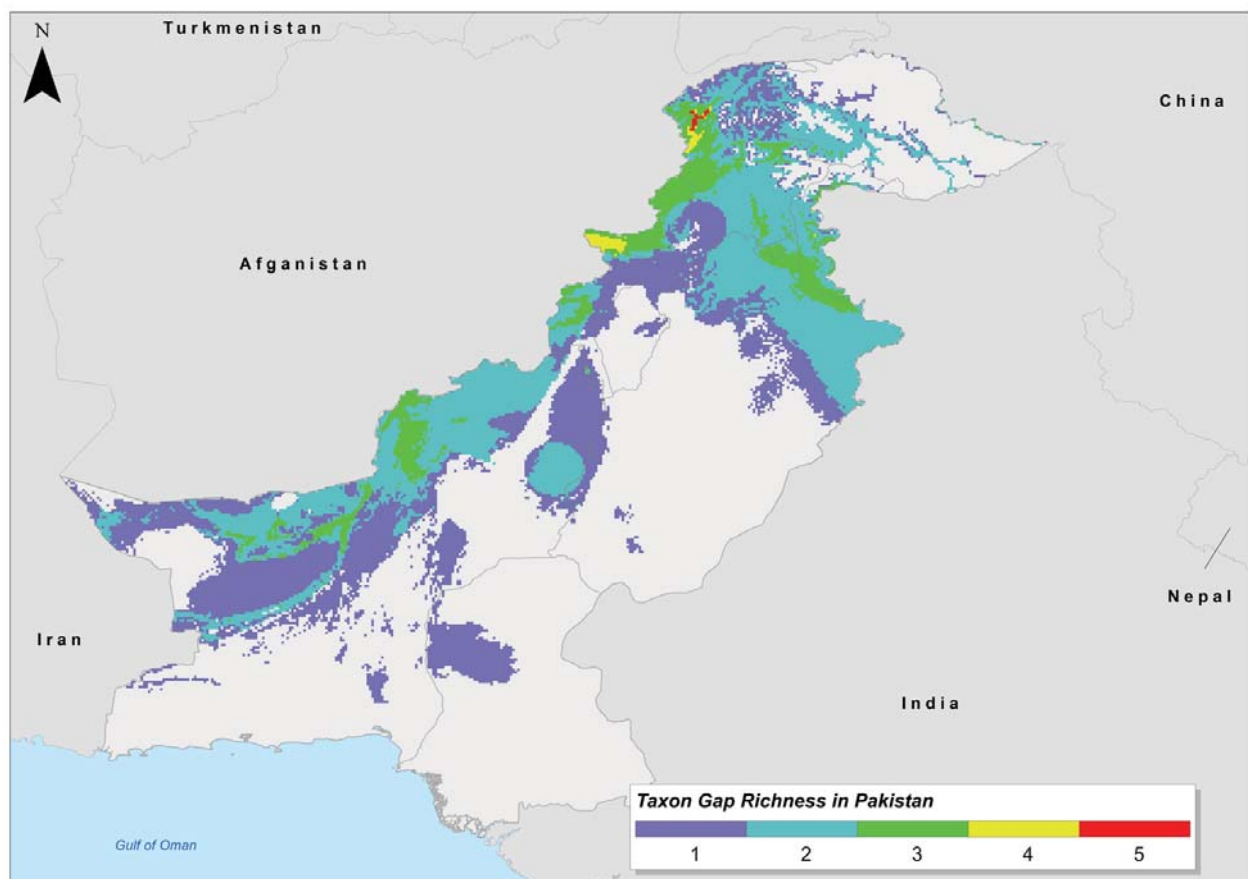 Turkmenistan
N
China
Afganistan
Nepal
Iran
India
Taxon Gap Richness in Pakistan
1 2 3 4 5
Gulf of Oman